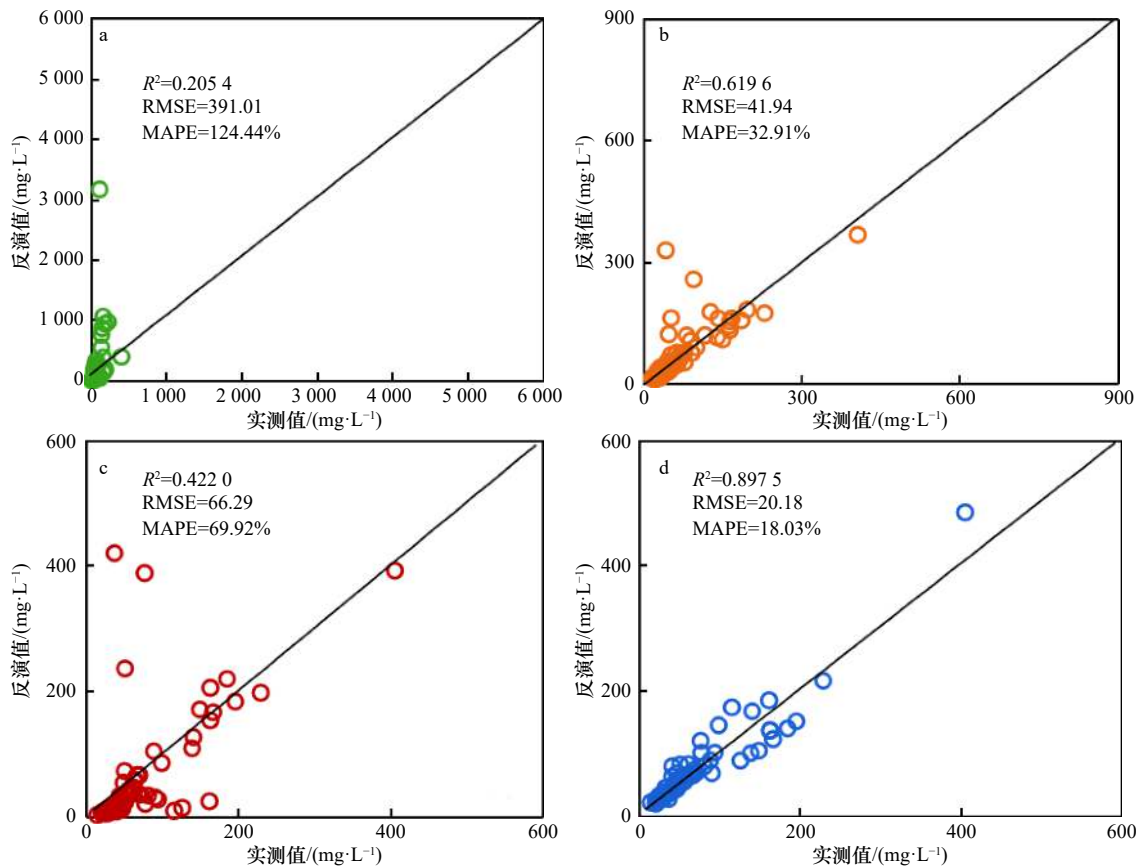 a
6 000
5 000
4 000
3 000
2 000
1 000
0
R²=0.205 4
RMSE=391.01
MAPE=124.44%
反演值/(mg·L⁻¹)
0 1 000 2 000 3 000 4 000 5 000 6 000
实测值/(mg·L⁻¹)
b
900
600
300
0
R²=0.619 6
RMSE=41.94
MAPE=32.91%
反演值/(mg·L⁻¹)
0 300 600 900
实测值/(mg·L⁻¹)
c
600
400
200
0
R²=0.422 0
RMSE=66.29
MAPE=69.92%
反演值/(mg·L⁻¹)
0 200 400 600
实测值/(mg·L⁻¹)
d
600
400
200
0
R²=0.897 5
RMSE=20.18
MAPE=18.03%
反演值/(mg·L⁻¹)
0 200 400 600
实测值/(mg·L⁻¹)